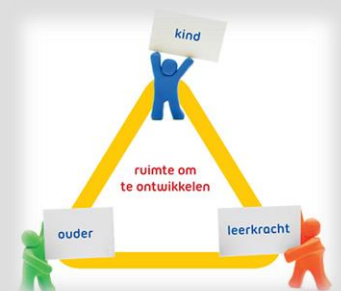 kind
ruimte om
te ontwikkelen
ouder
leerkracht